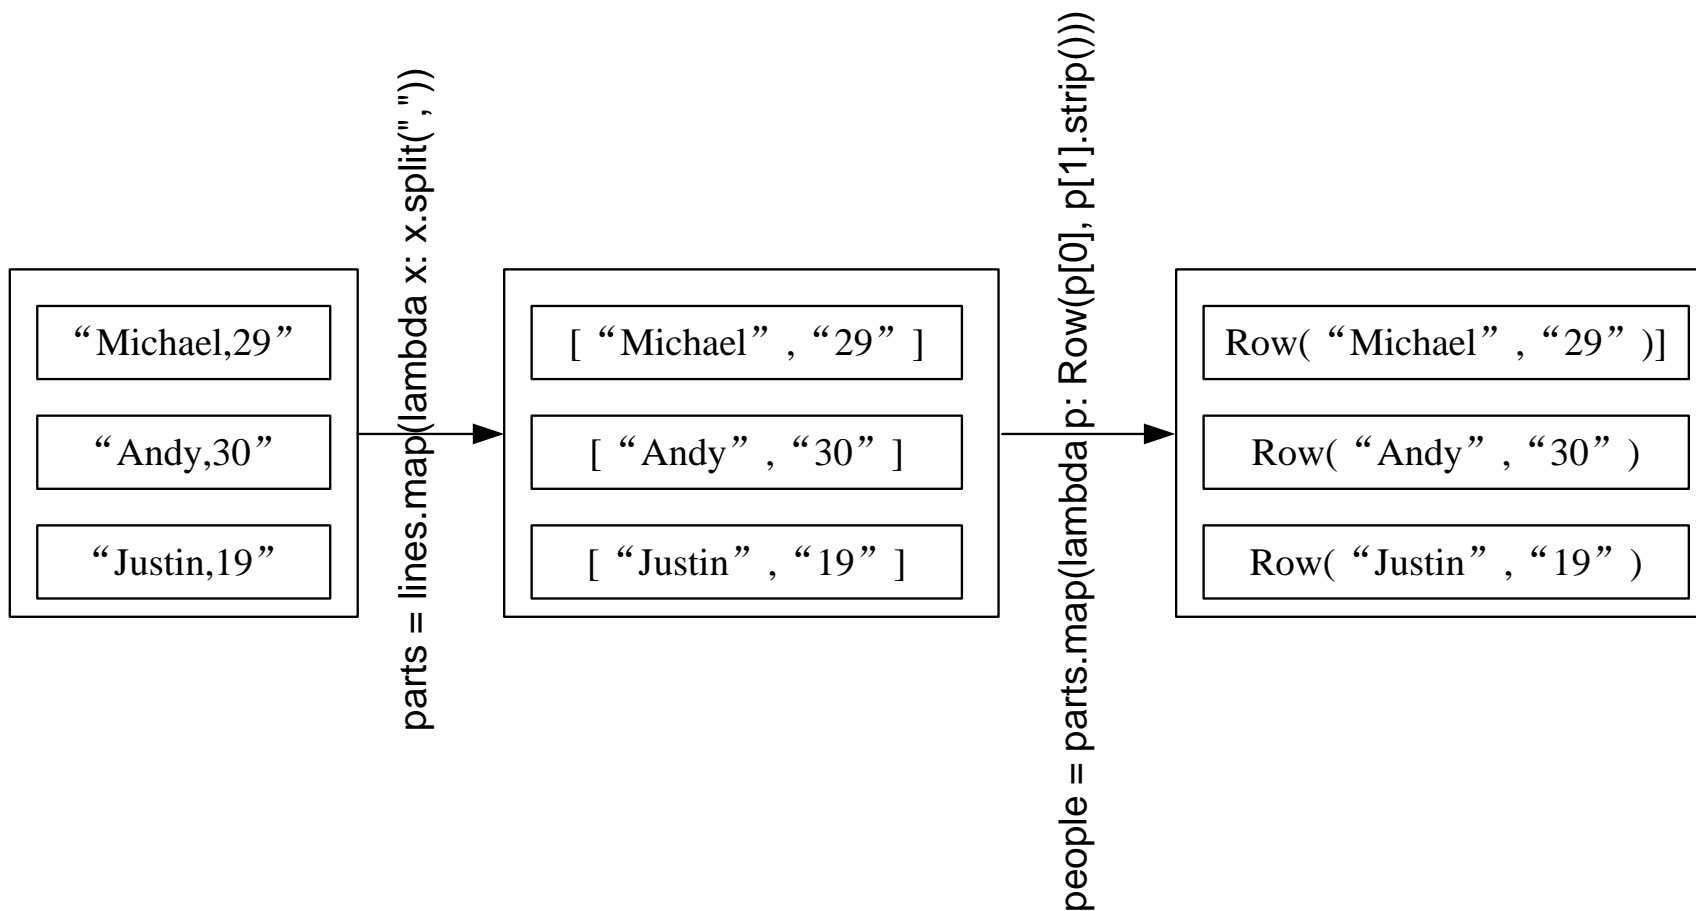 “Michael,29”
“Andy,30”
“Justin,19”
parts = lines.map(lambda x: x.split(","))
[ “Michael” , “29” ]
[ “Andy” , “30” ]
[ “Justin” , “19” ]
people = parts.map(lambda p: Row(p[0], p[1].strip()))
Row( “Michael” , “29” )]
Row( “Andy” , “30” )
Row( “Justin” , “19” )